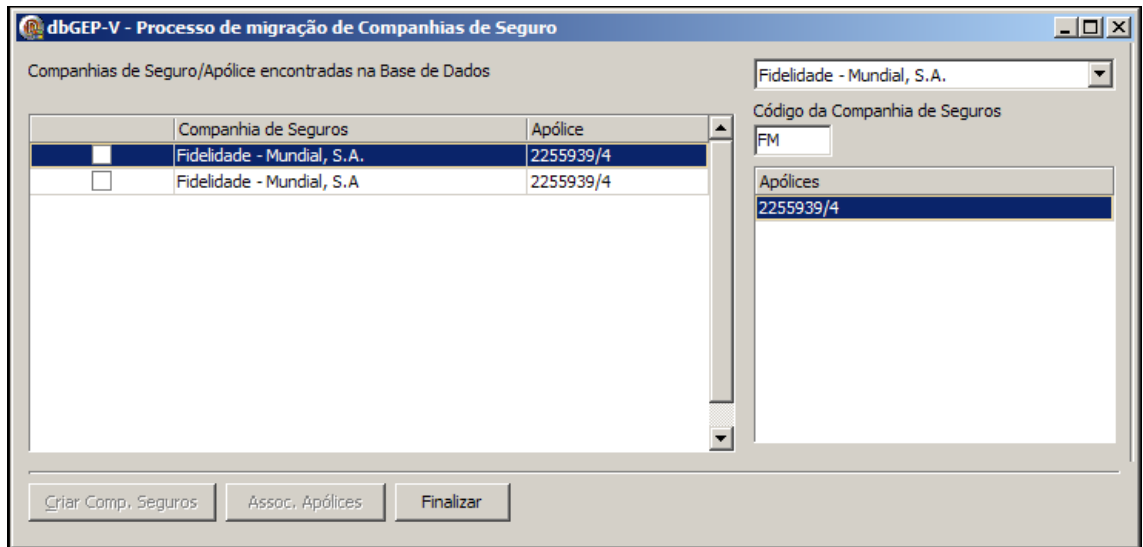 dbGEP-V - Processo de migração de Companhias de Seguro
Companhias de Seguro/Apólice encontradas na Base de Dados
Fidelidade - Mundial, S.A.
Código da Companhia de Seguros
FM
Companhia de Seguros Apólice
Fidelidade - Mundial, S.A. 2255939/4
Fidelidade - Mundial, S.A 2255939/4
Apólices
2255939/4
Criar Comp. Seguros Assoc. Apólices Finalizar